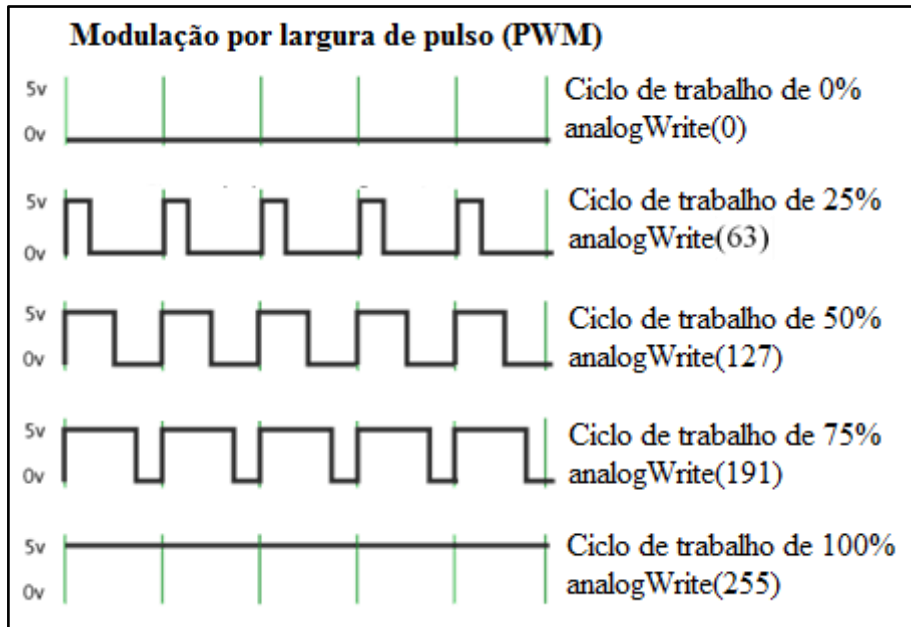 Modulação por largura de pulso (PWM)
5v
0v
Ciclo de trabalho de 0%
analogWrite(0)
5v
0v
Ciclo de trabalho de 25%
analogWrite(63)
5v
0v
Ciclo de trabalho de 50%
analogWrite(127)
5v
0v
Ciclo de trabalho de 75%
analogWrite(191)
5v
0v
Ciclo de trabalho de 100%
analogWrite(255)